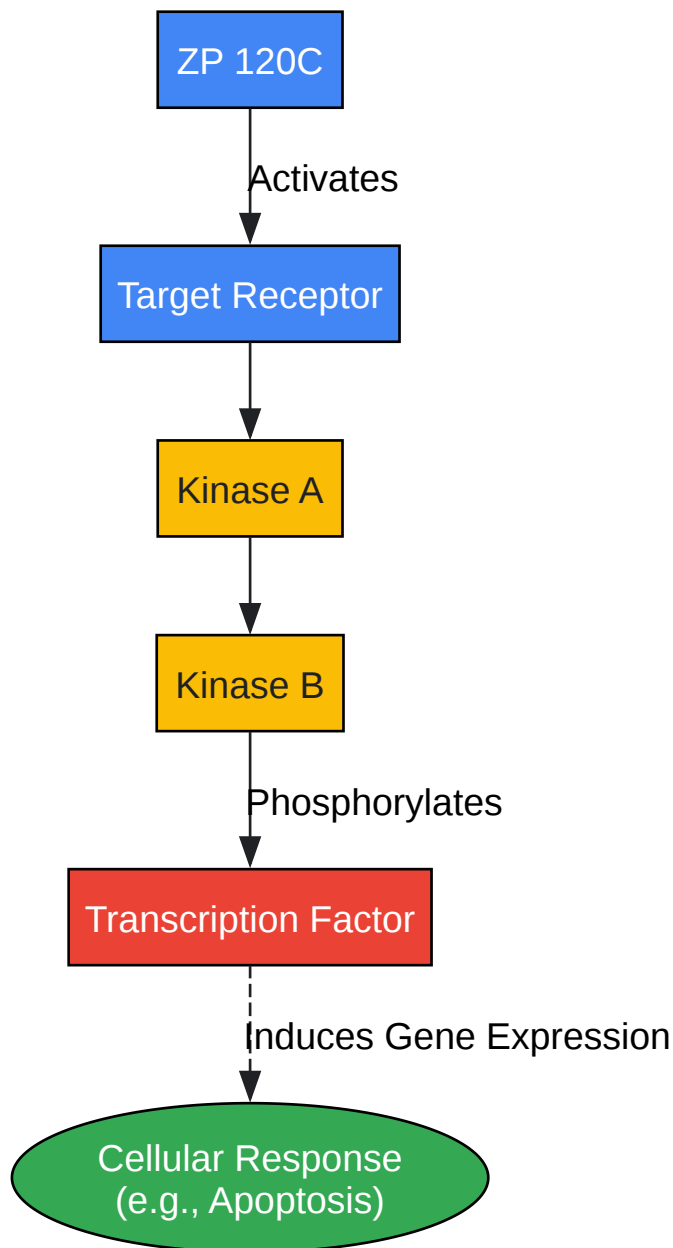 ZP 120C
Activates
Target Receptor
Kinase A
Kinase B
Phosphorylates
Transcription Factor
Induces Gene Expression
Cellular Response
(e.g., Apoptosis)